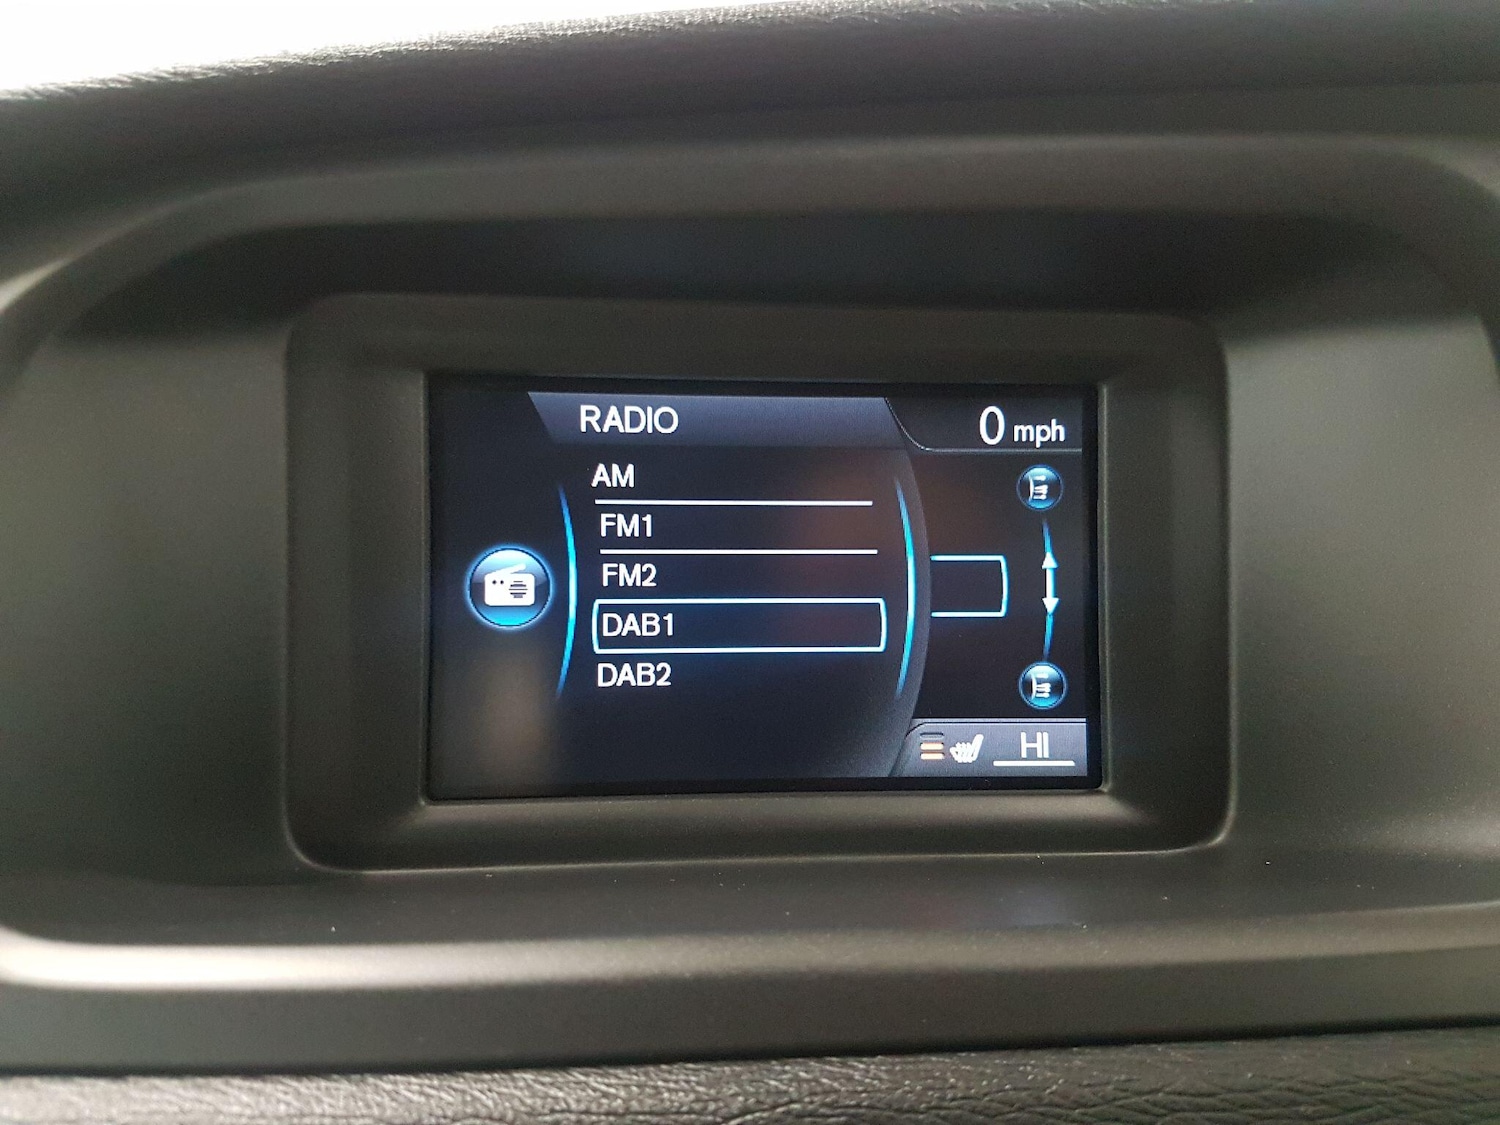 RADIO
0 mph
AM
FM1
FM2
DAB1
DAB2
HI